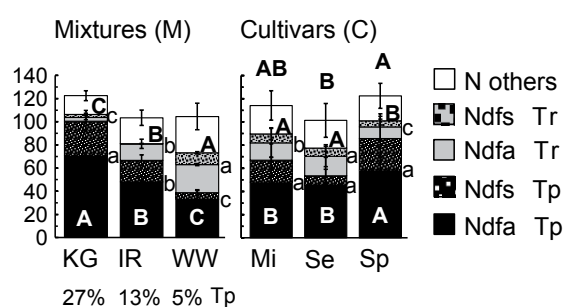 Mixtures (M) Cultivars (C)
140
120
100
80
60
40
20
0
C c a A
B b b B
A a c C
AB A b a B
B A a a B
A B c a A
KG IR WW
Mi Se Sp
27% 13% 5% Tp
N others
Ndfs Tr
Ndfa Tr
Ndfs Tp
Ndfa Tp